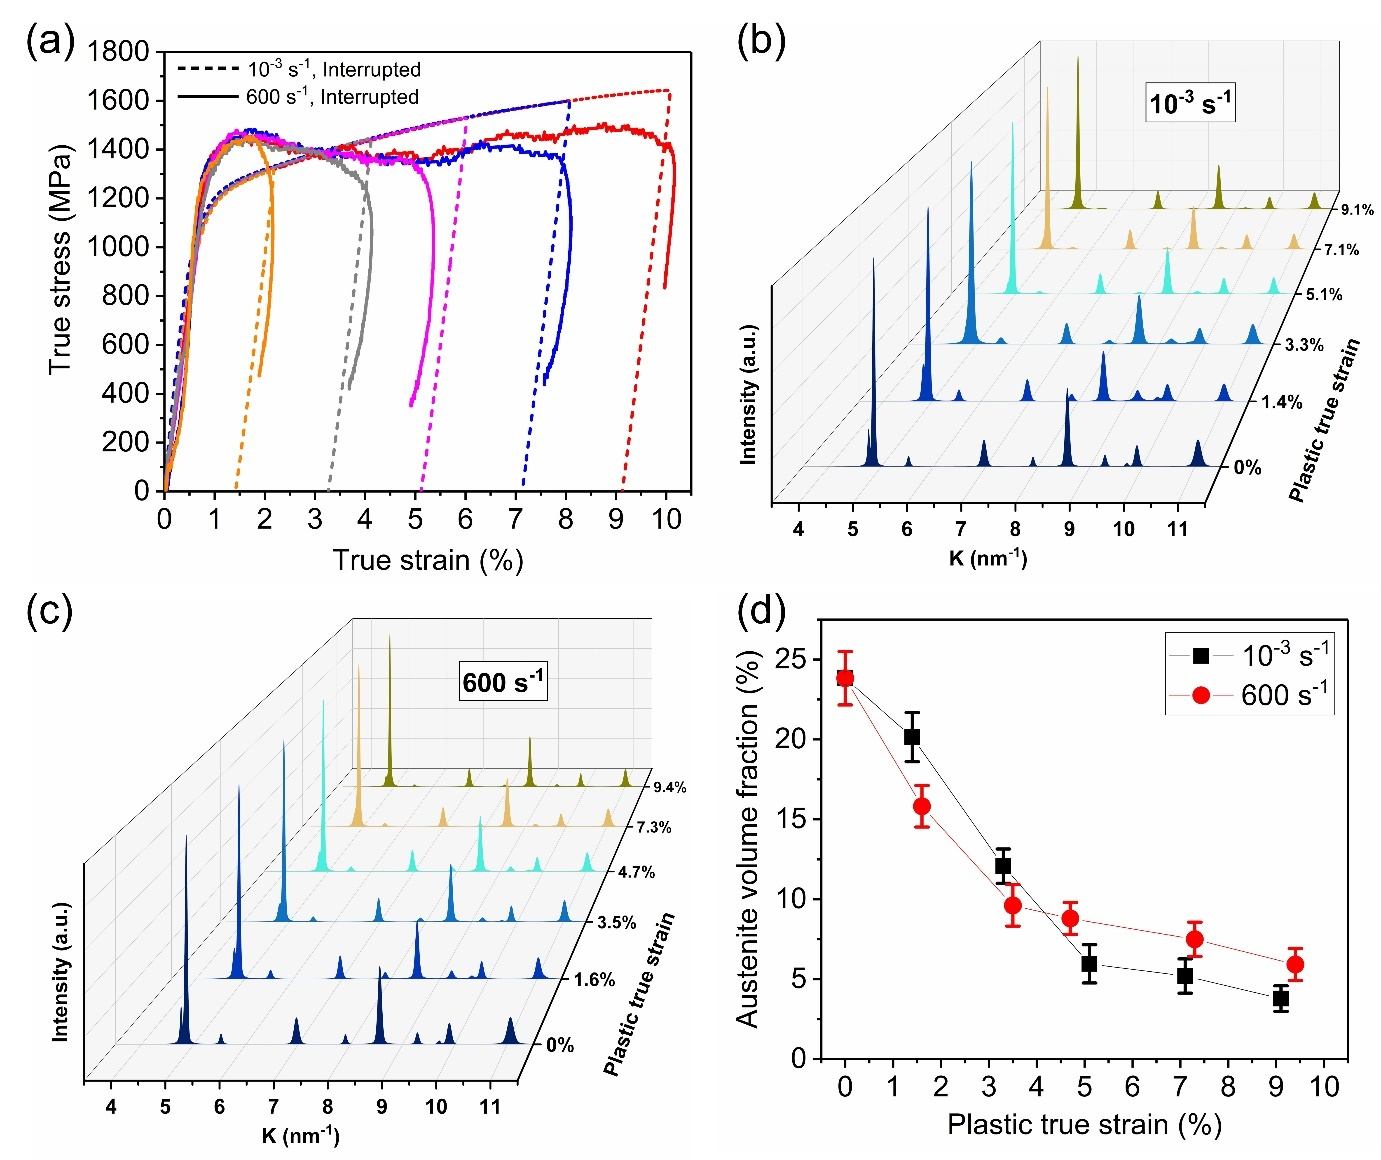 (a)
1800
1600
1400
1200
1000
800
600
400
200
0
True stress (MPa)
10⁻³ s⁻¹, Interrupted
600 s⁻¹, Interrupted
0 1 2 3 4 5 6 7 8 9 10
True strain (%)
(b)
10⁻³ s⁻¹
9.1%
7.1%
5.1%
3.3%
1.4%
0%
Intensity (a.u.)
Plastic true strain
4 5 6 7 8 9 10 11
K (nm⁻¹)
(c)
600 s⁻¹
9.4%
7.3%
4.7%
3.5%
1.6%
0%
Intensity (a.u.)
Plastic true strain
4 5 6 7 8 9 10 11
K (nm⁻¹)
(d)
25
20
15
10
5
0
Austenite volume fraction (%)
10⁻³ s⁻¹
600 s⁻¹
0 1 2 3 4 5 6 7 8 9 10
Plastic true strain (%)